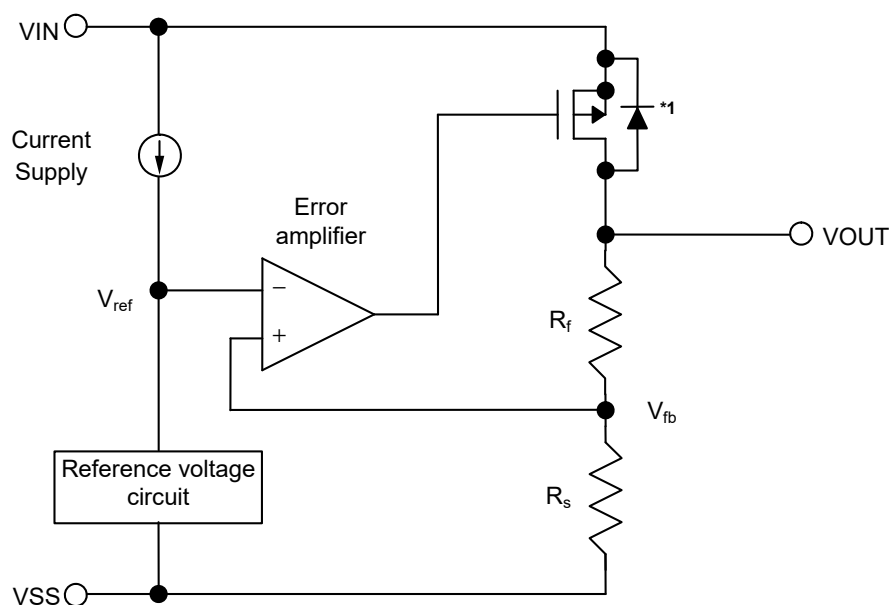 VIN
*1
Current
Supply
Error
amplifier
VOUT
Vref
−
+
Rf
Vfb
Reference voltage
circuit
Rs
VSS